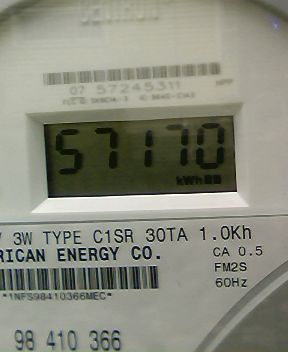 CENTRON
07 57245311
57170
kWh
3W TYPE C1SR 30TA 1.0Kh
RICAN ENERGY CO. CA 0.5
FM2S
60Hz
*1NFS98410366MEC*
98 410 366